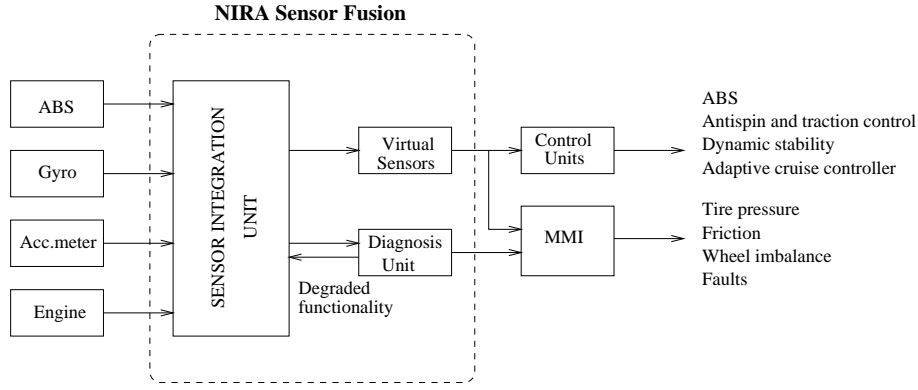 NIRA Sensor Fusion
ABS
Gyro
Acc.meter
Engine
SENSOR INTEGRATION
UNIT
Virtual
Sensors
Diagnosis
Unit
Degraded
functionality
Control
Units
MMI
ABS
Antispin and traction control
Dynamic stability
Adaptive cruise controller
Tire pressure
Friction
Wheel imbalance
Faults